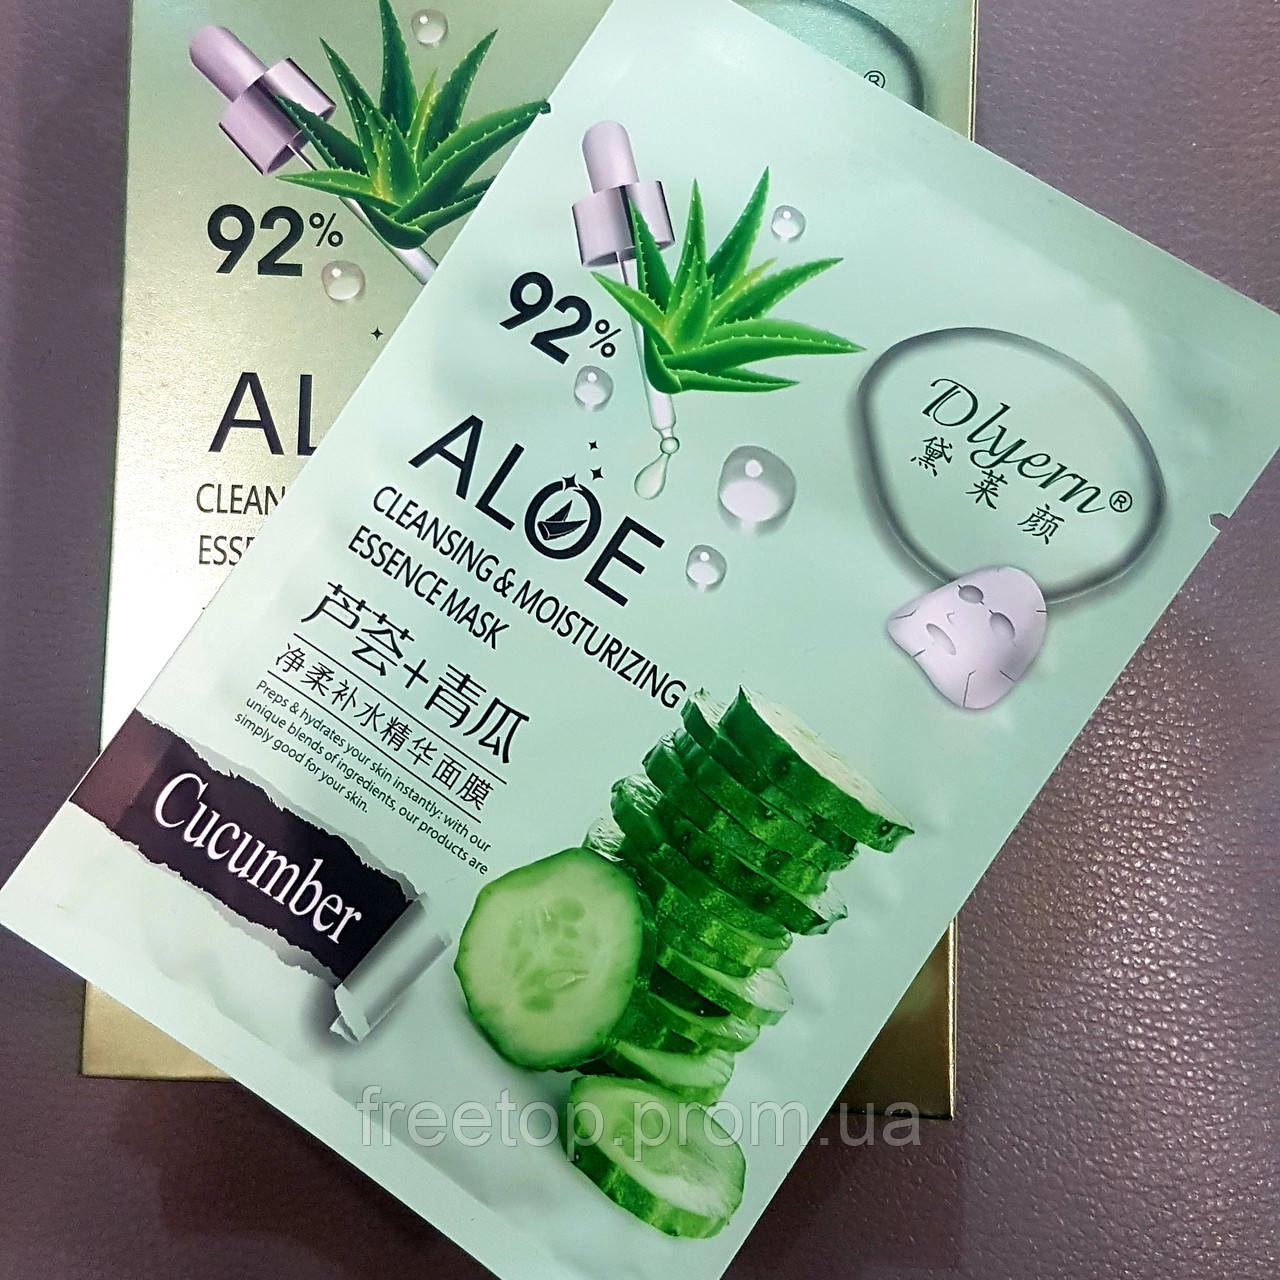 92%
AL
CLEAN
ESSE
®
92%
ALOE
CLEANSING & MOISTURIZING
ESSENCE MASK
芦荟+青瓜
净柔补水精华面膜
Preps & hydrates your skin instantly: with our
unique blends of ingredients, our products are
simply good for your skin.
Cucumber
Dlyern®
黛莱颜
freetop.prom.ua